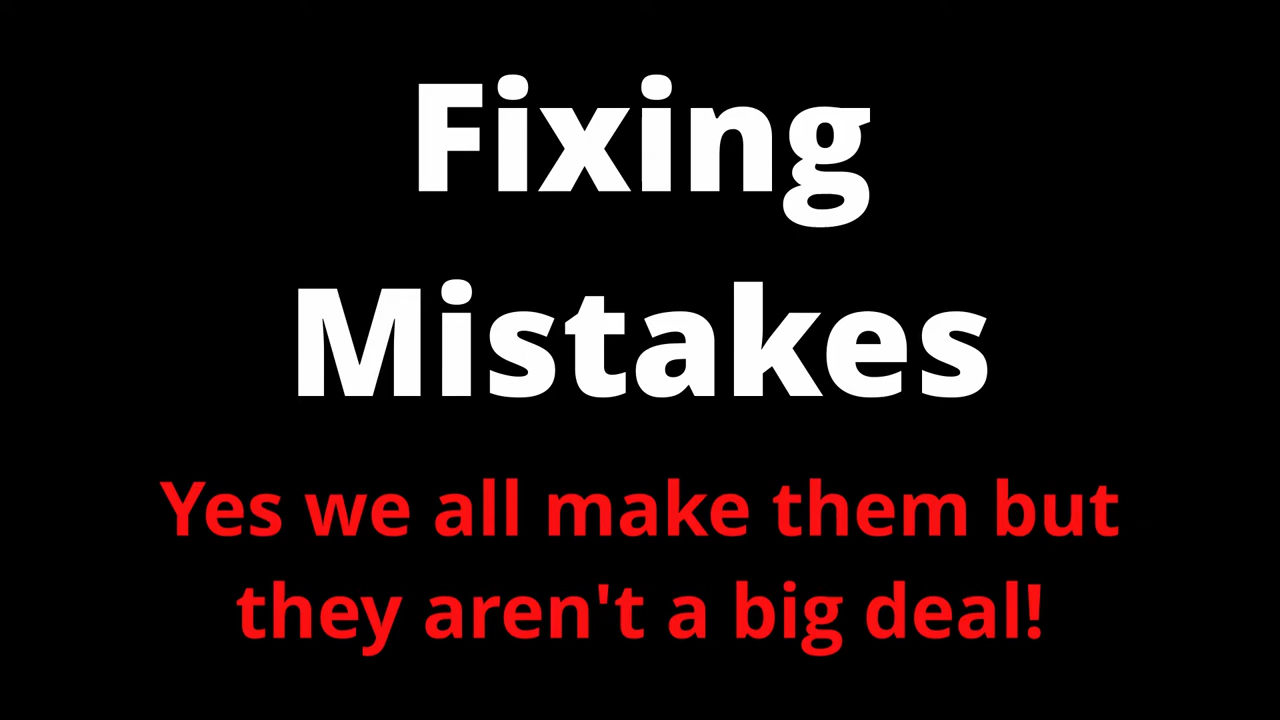 Fixing
Mistakes
Yes we all make them but
they aren't a big deal!